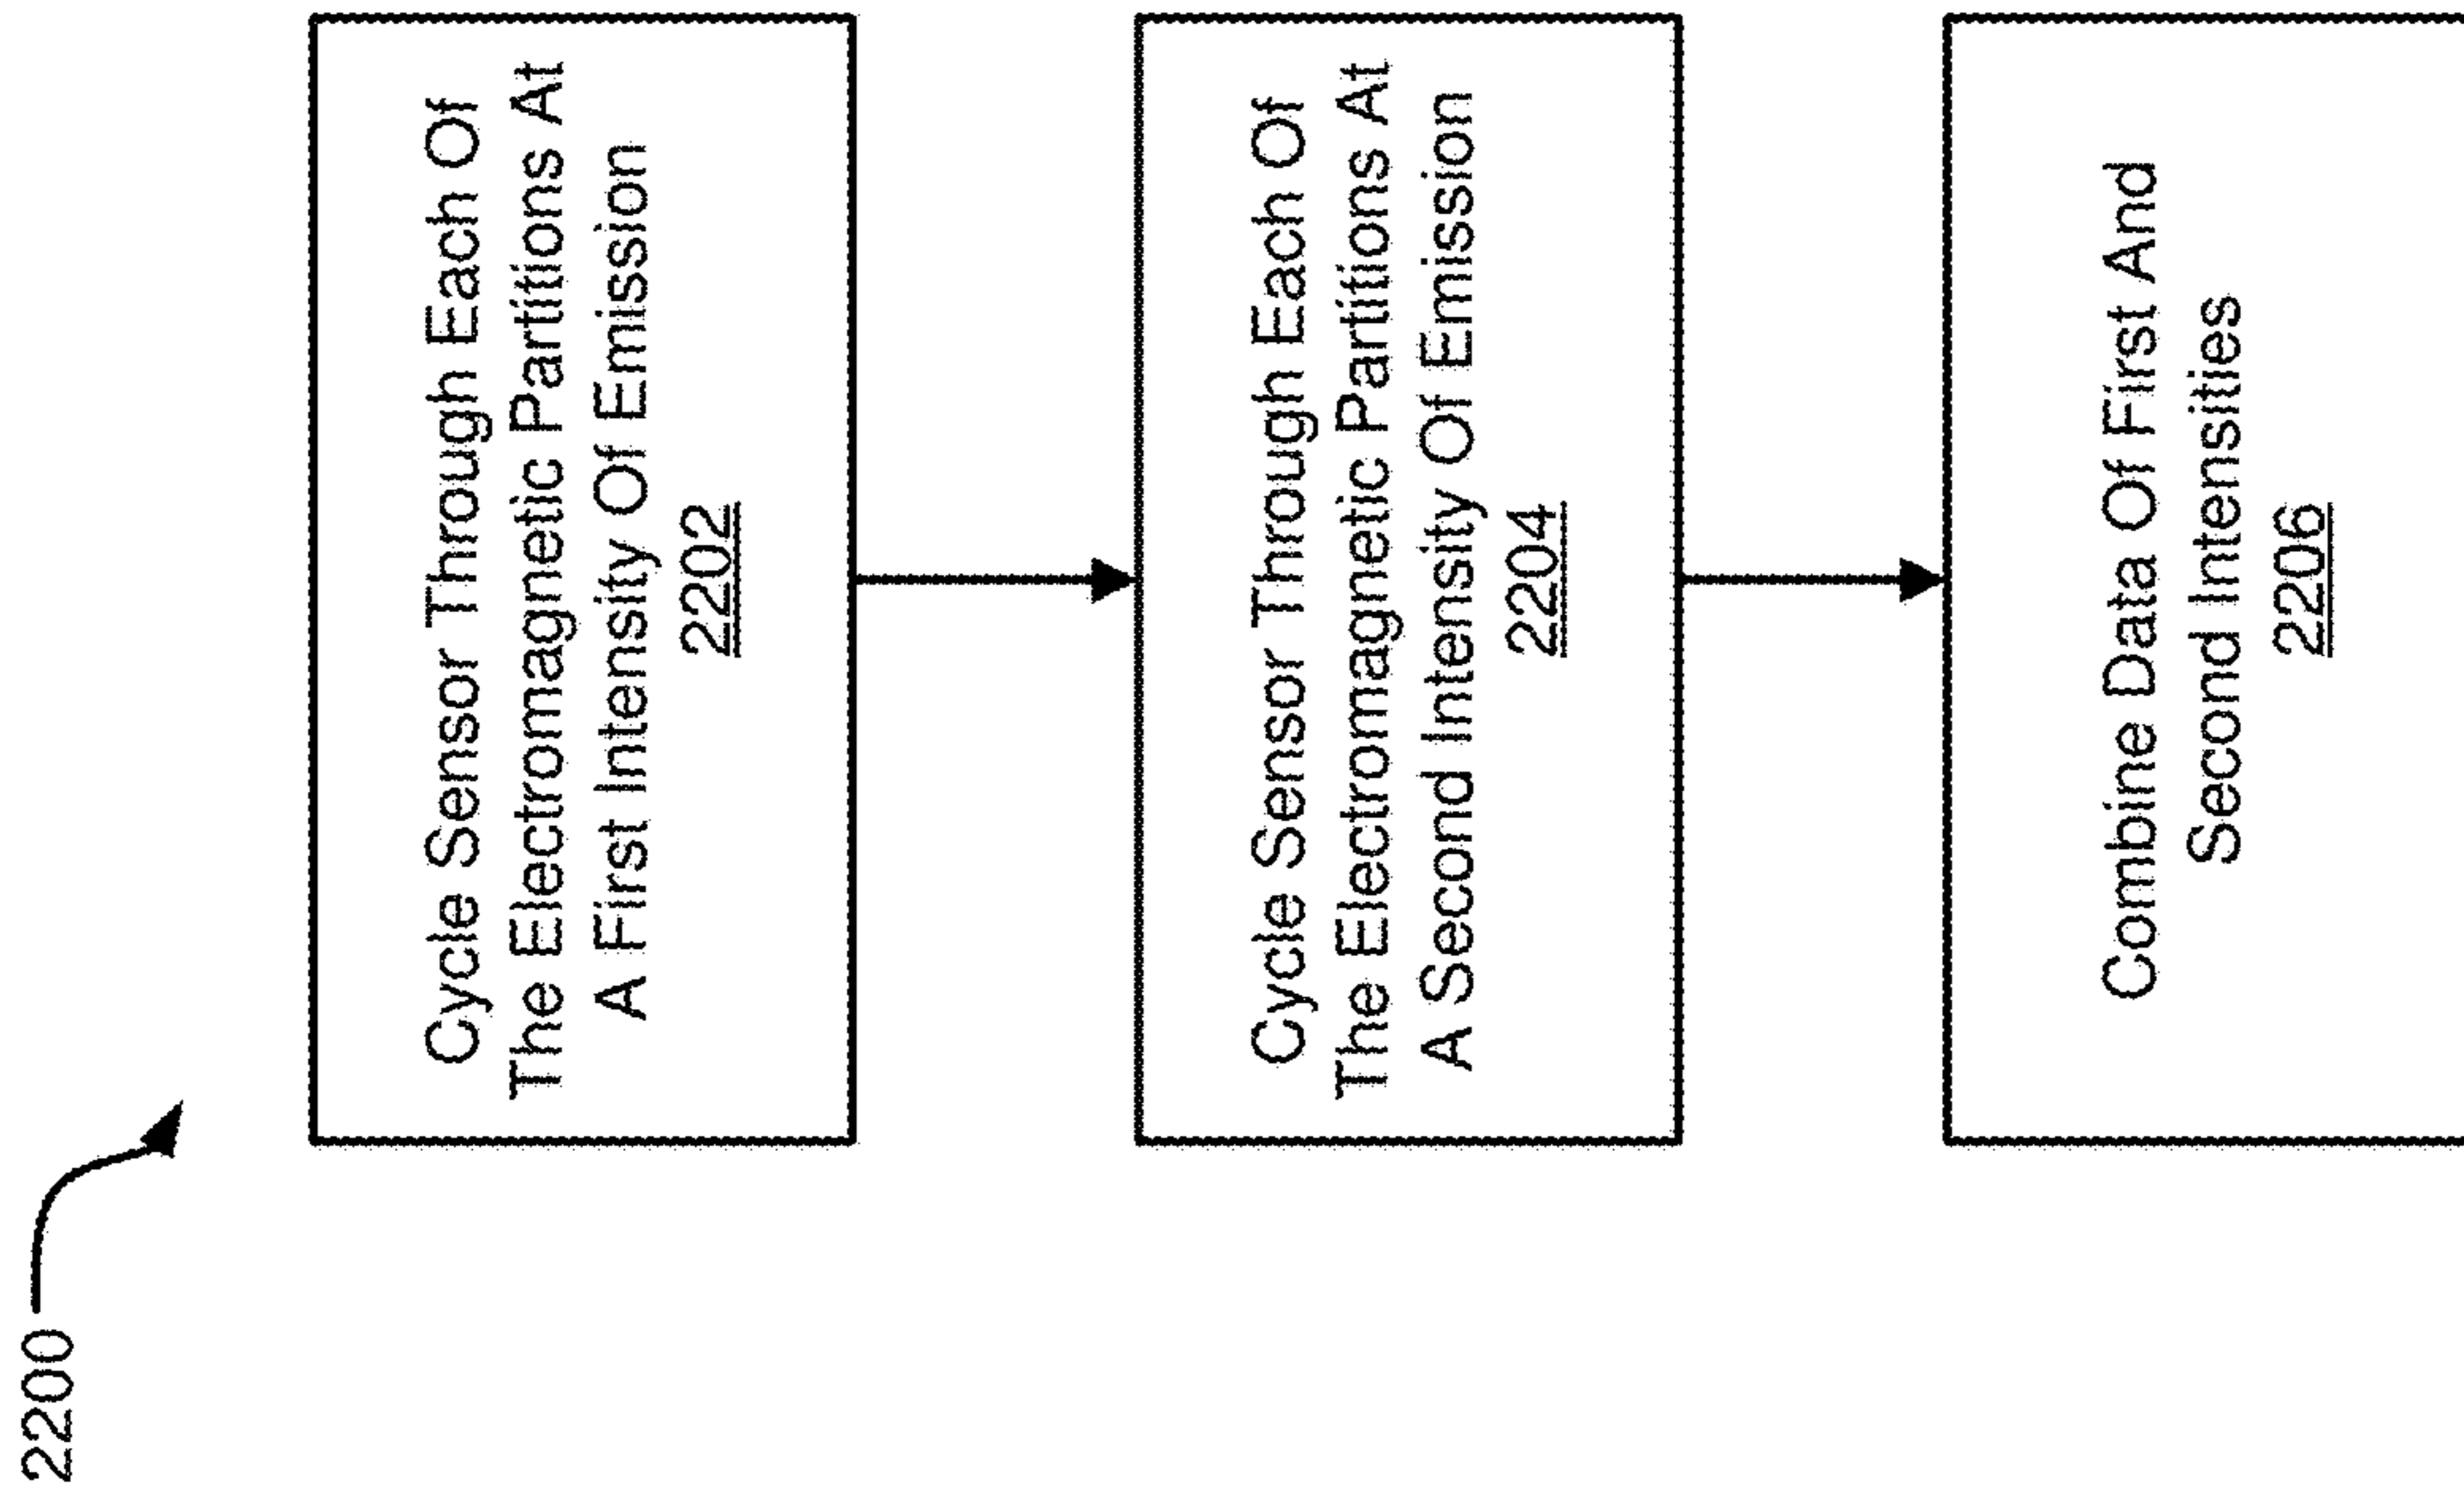 2200
Cycle Sensor Through Each Of
The Electromagnetic Partitions At
A First Intensity Of Emission
2202
Cycle Sensor Through Each Of
The Electromagnetic Partitions At
A Second Intensity Of Emission
2204
Combine Data Of First And
Second Intensities
2206